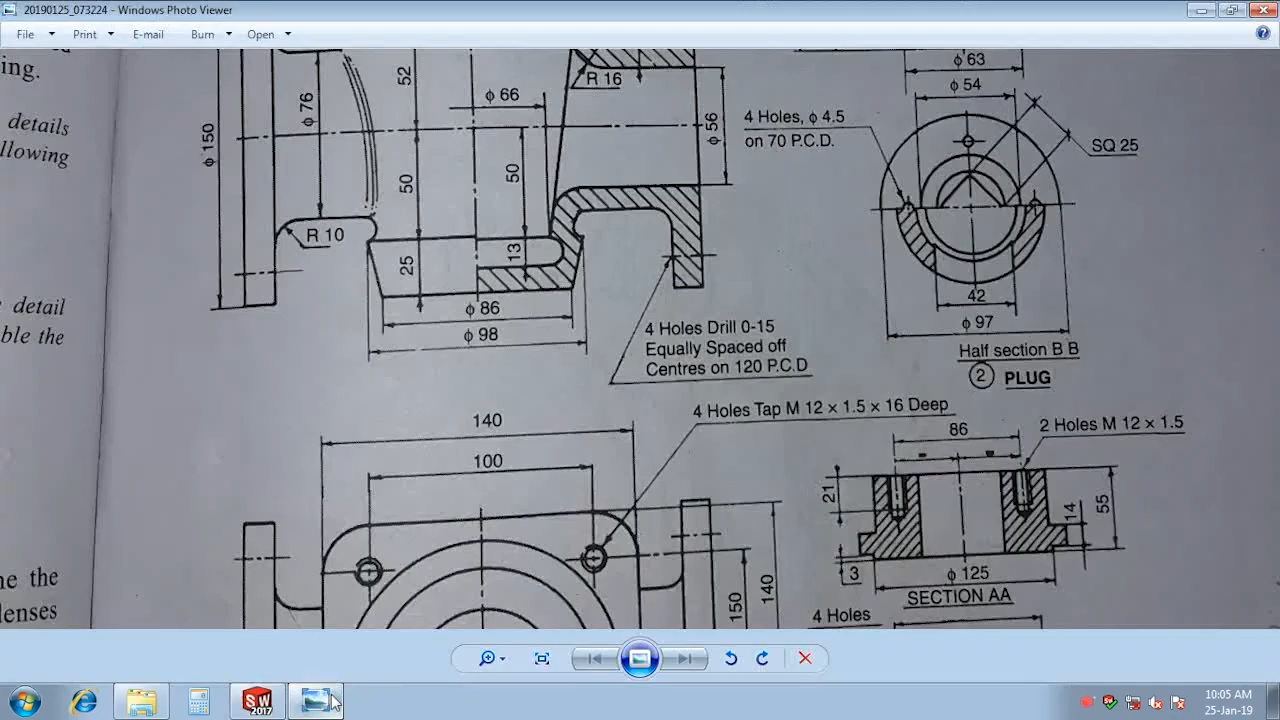 20190125_073224 - Windows Photo Viewer
File Print E-mail Burn Open
ing.
details
llowing
detail
ble the
ne the
lenses
ϕ 150
ϕ 76
52
50
25
R 10
ϕ 66
50
13
ϕ 86
ϕ 98
R 16
ϕ 56
4 Holes Drill 0-15
Equally Spaced off
Centres on 120 P.C.D
ϕ 63
ϕ 54
4 Holes, ϕ 4.5
on 70 P.C.D.
SQ 25
42
ϕ 97
Half section B B
2 PLUG
140
100
4 Holes Tap M 12 × 1.5 × 16 Deep
150
140
86
2 Holes M 12 × 1.5
21
14
55
3
ϕ 125
SECTION AA
4 Holes
SW
2017
10:05 AM
25-Jan-19